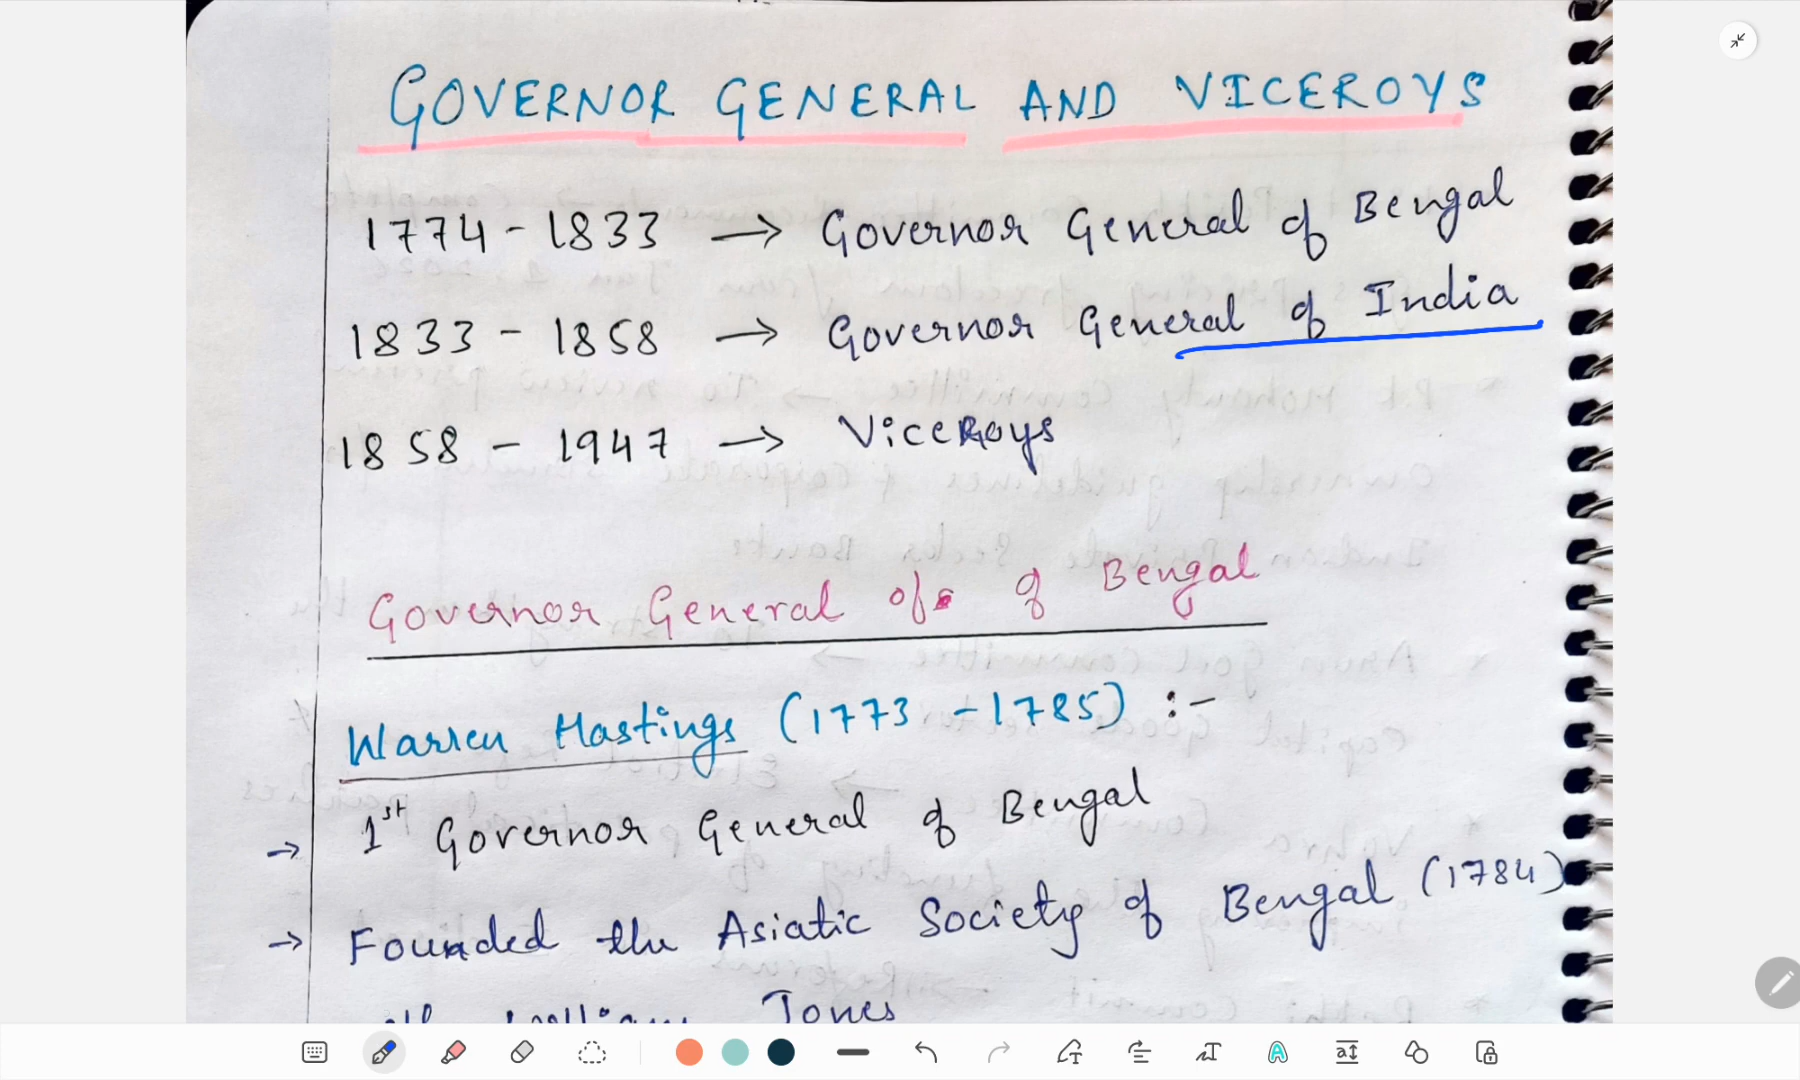 GOVERNOR GENERAL AND VICEROYS
1774 - 1833 → Governor General of Bengal
1833 - 1858 → Governor General of India
1858 - 1947 → Viceroys
Governor General of of Bengal
Warren Hastings (1773 - 1785) :-
→ 1st Governor General of Bengal
→ Founded the Asiatic Society of Bengal (1784)
William Jones